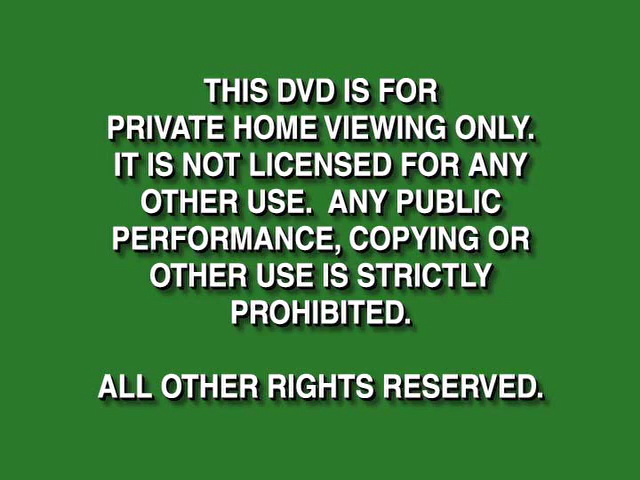 THIS DVD IS FOR
PRIVATE HOME VIEWING ONLY.
IT IS NOT LICENSED FOR ANY
OTHER USE.  ANY PUBLIC
PERFORMANCE, COPYING OR
OTHER USE IS STRICTLY
PROHIBITED.
ALL OTHER RIGHTS RESERVED.